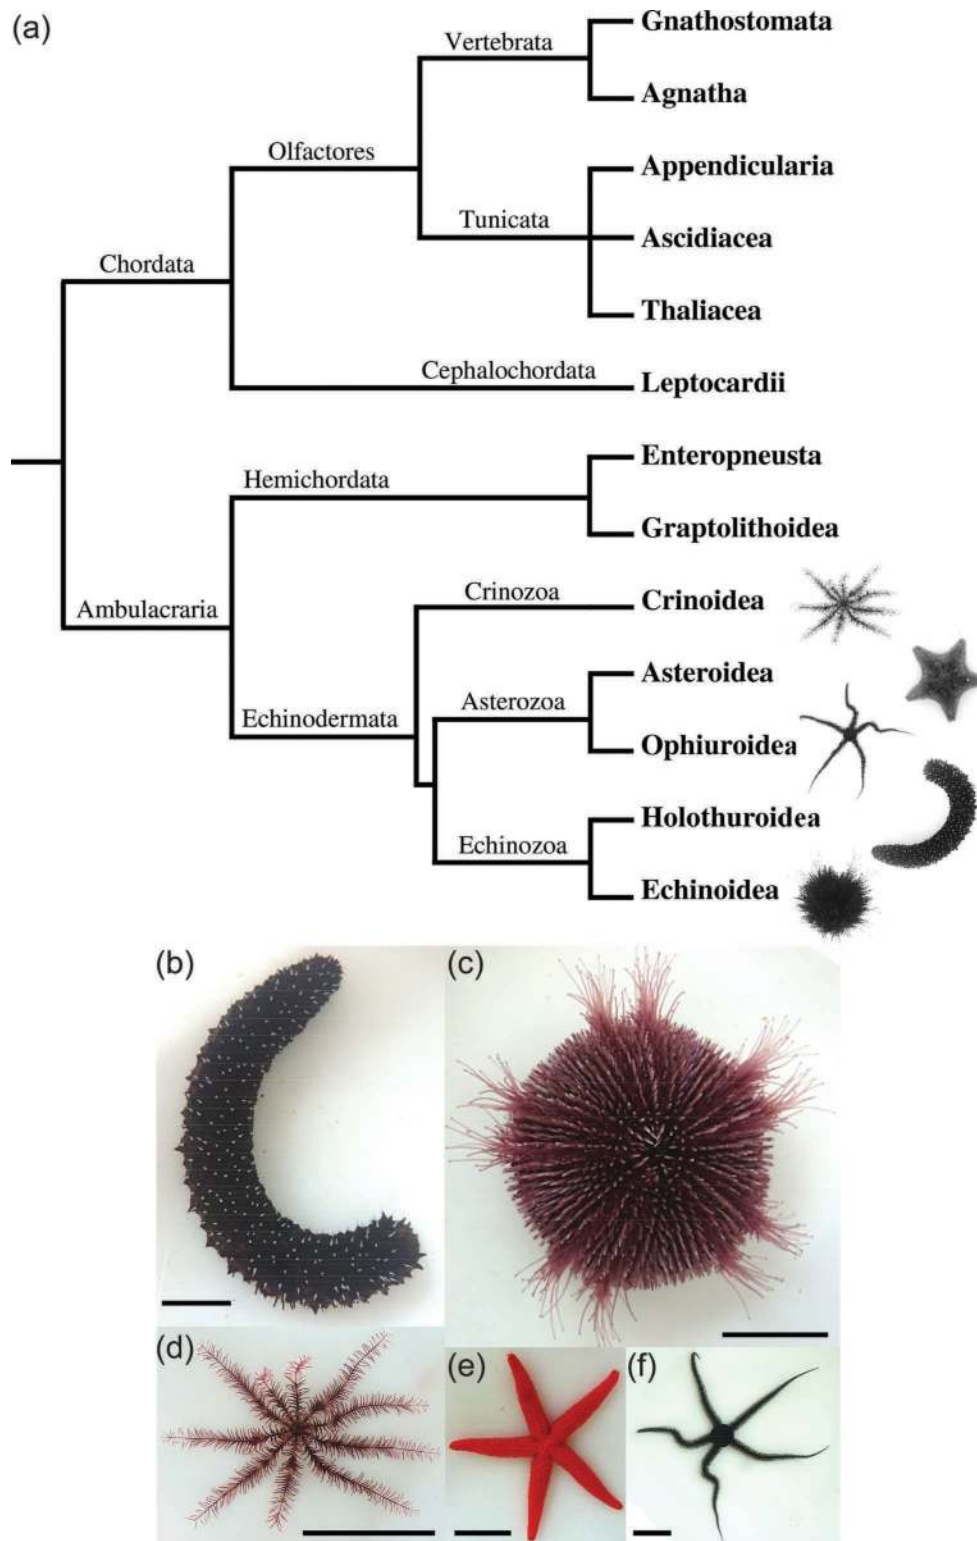 (a)
Gnathostomata
Vertebrata
Agnatha
Olfactores
Appendicularia
Tunicata
Ascidiacea
Chordata
Thaliacea
Cephalochordata
Leptocardii
Enteropneusta
Hemichordata
Graptolithoidea
Crinozoa
Crinoidea
Ambulacraria
Asteroidea
Asterozoa
Echinodermata
Ophiuroidea
Holothuroidea
Echinozoa
Echinoidea
(b)
(c)
(d)
(e)
(f)